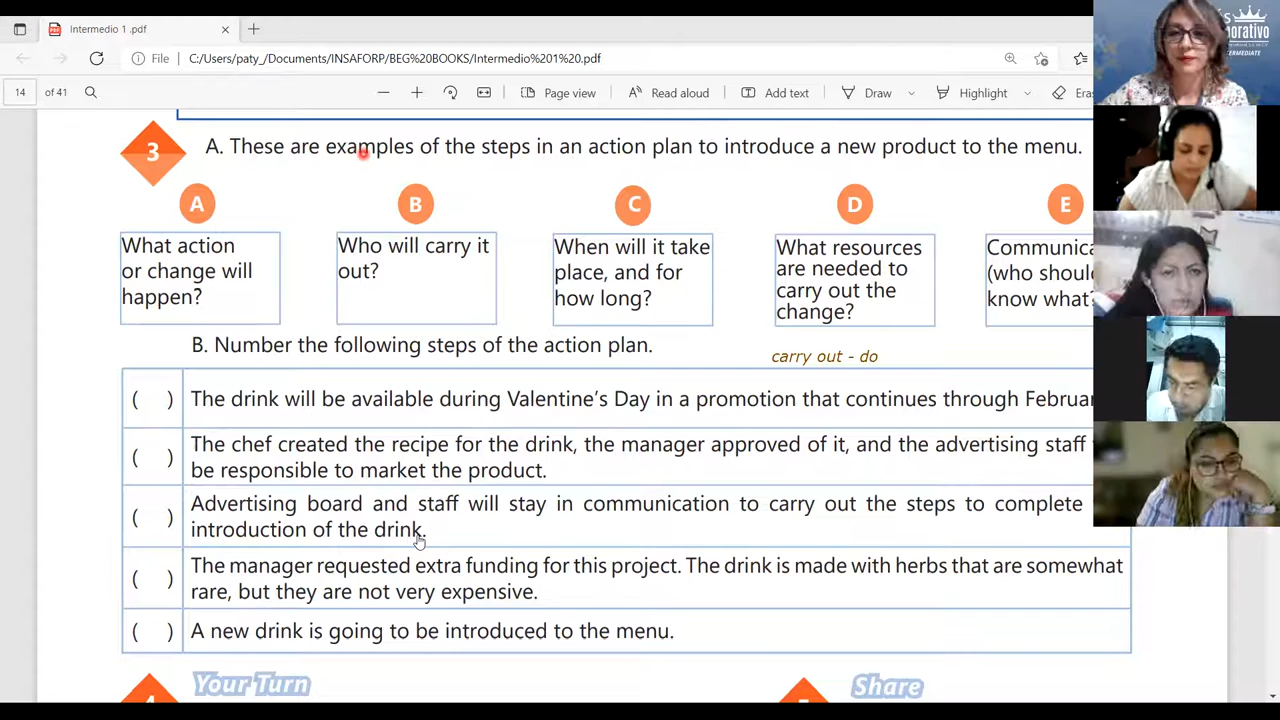 Intermedio 1 .pdf
File C:/Users/paty_/Documents/INSAFORP/BEG%20BOOKS/Intermedio%201%20.pdf
14 of 41 Page view Read aloud Add text Draw Highlight
3 A. These are examples of the steps in an action plan to introduce a new product to the menu.
A B C D E
What action
or change will
happen?
Who will carry it
out?
When will it take
place, and for
how long?
What resources
are needed to
carry out the
change?
know what?
B. Number the following steps of the action plan.
carry out - do
( ) The drink will be available during Valentine's Day in a promotion that continues through
( ) The chef created the recipe for the drink, the manager approved of it, and the advertising staff
be responsible to market the product.
( ) Advertising board and staff will stay in communication to carry out the steps to complete
introduction of the drink.
( ) The manager requested extra funding for this project. The drink is made with herbs that are somewhat
rare, but they are not very expensive.
( ) A new drink is going to be introduced to the menu.
Your Turn
Share